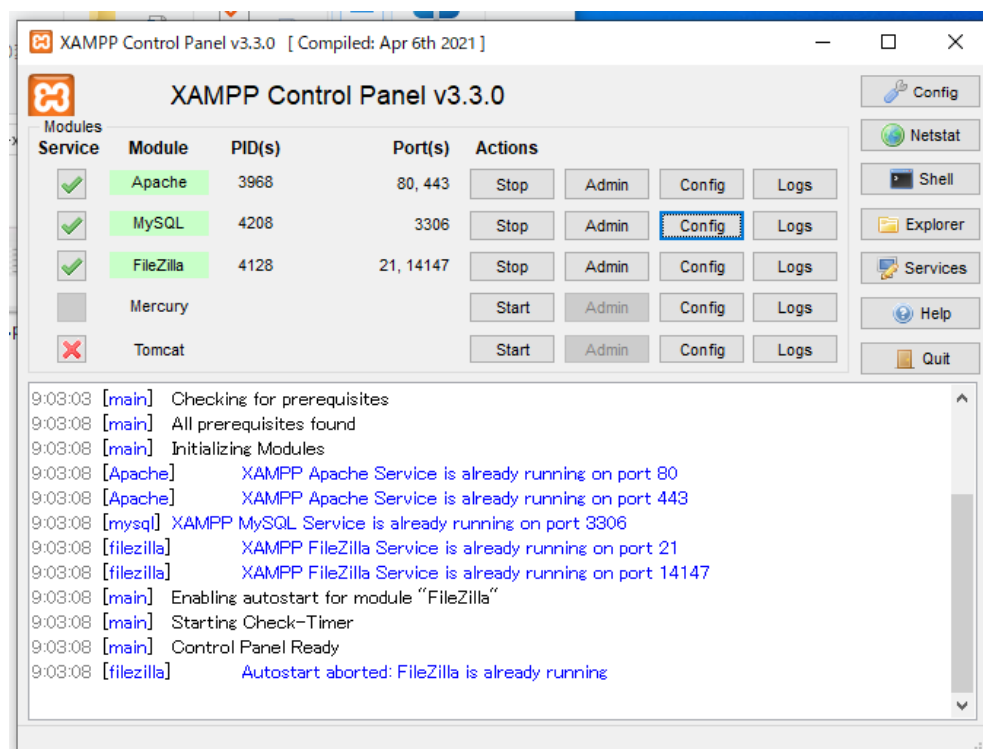 XAMPP Control Panel v3.3.0 [ Compiled: Apr 6th 2021 ]
XAMPP Control Panel v3.3.0
Config
Modules
Netstat
Service Module PID(s) Port(s) Actions
Apache 3968 80, 443 Stop Admin Config Logs
Shell
MySQL 4208 3306 Stop Admin Config Logs
Explorer
FileZilla 4128 21, 14147 Stop Admin Config Logs
Services
Mercury Start Admin Config Logs
Help
Tomcat Start Admin Config Logs
Quit
9:03:03 [main] Checking for prerequisites
9:03:08 [main] All prerequisites found
9:03:08 [main] Initializing Modules
9:03:08 [Apache] XAMPP Apache Service is already running on port 80
9:03:08 [Apache] XAMPP Apache Service is already running on port 443
9:03:08 [mysql] XAMPP MySQL Service is already running on port 3306
9:03:08 [filezilla] XAMPP FileZilla Service is already running on port 21
9:03:08 [filezilla] XAMPP FileZilla Service is already running on port 14147
9:03:08 [main] Enabling autostart for module "FileZilla"
9:03:08 [main] Starting Check-Timer
9:03:08 [main] Control Panel Ready
9:03:08 [filezilla] Autostart aborted: FileZilla is already running